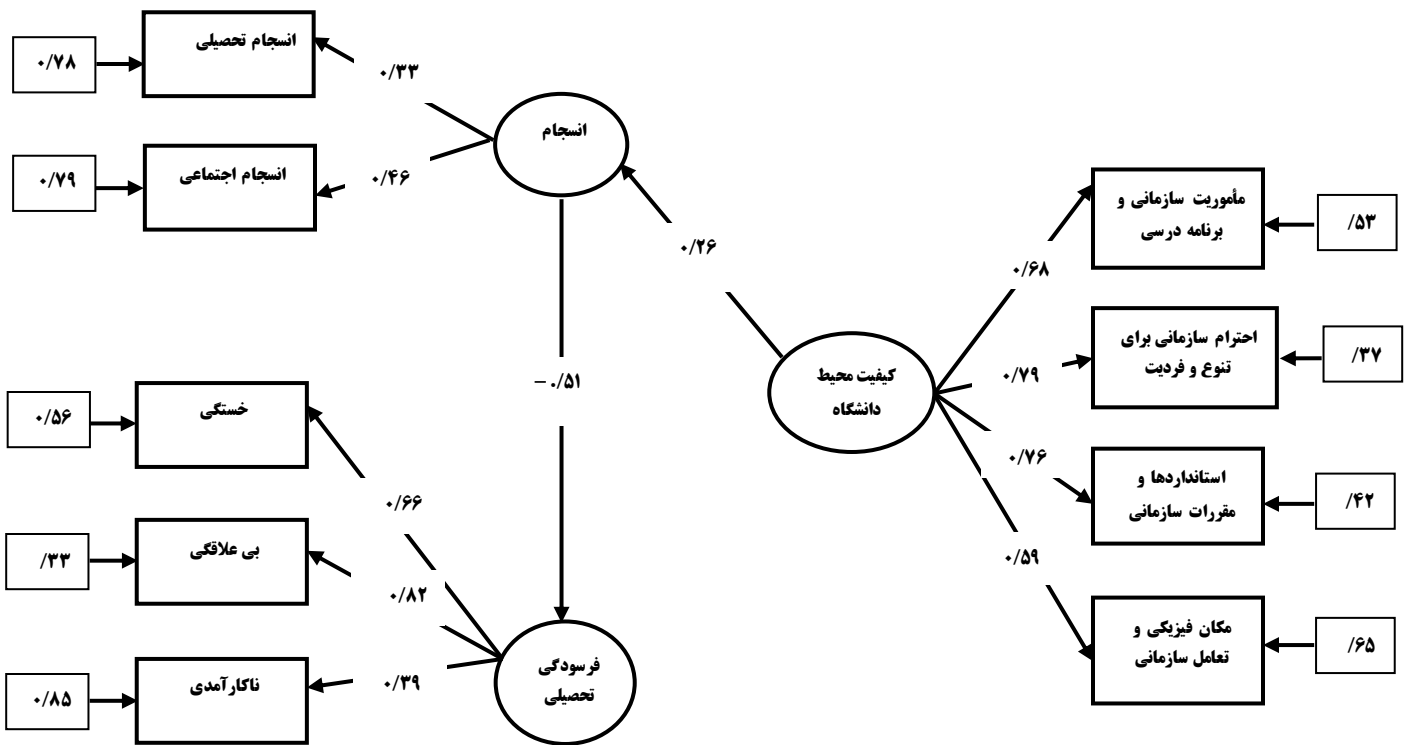 انسجام تحصیلی
۰/۷۸
۰/۳۳
انسجام
انسجام اجتماعی
۰/۷۹
۰/۴۶
مأموریت سازمانی و
برنامه درسی
/۵۳
۰/۲۶
۰/۶۸
احترام سازمانی برای
تنوع و فردیت
/۳۷
۰/۷۹
کیفیت محیط
دانشگاه
–۰/۵۱
خستگی
۰/۵۶
۰/۷۶
استانداردها و
مقررات سازمانی
/۴۲
۰/۶۶
بی علاقگی
/۳۳
۰/۵۹
۰/۸۲
مکان فیزیکی و
تعامل سازمانی
/۶۵
فرسودگی
تحصیلی
ناکارآمدی
۰/۸۵
۰/۳۹